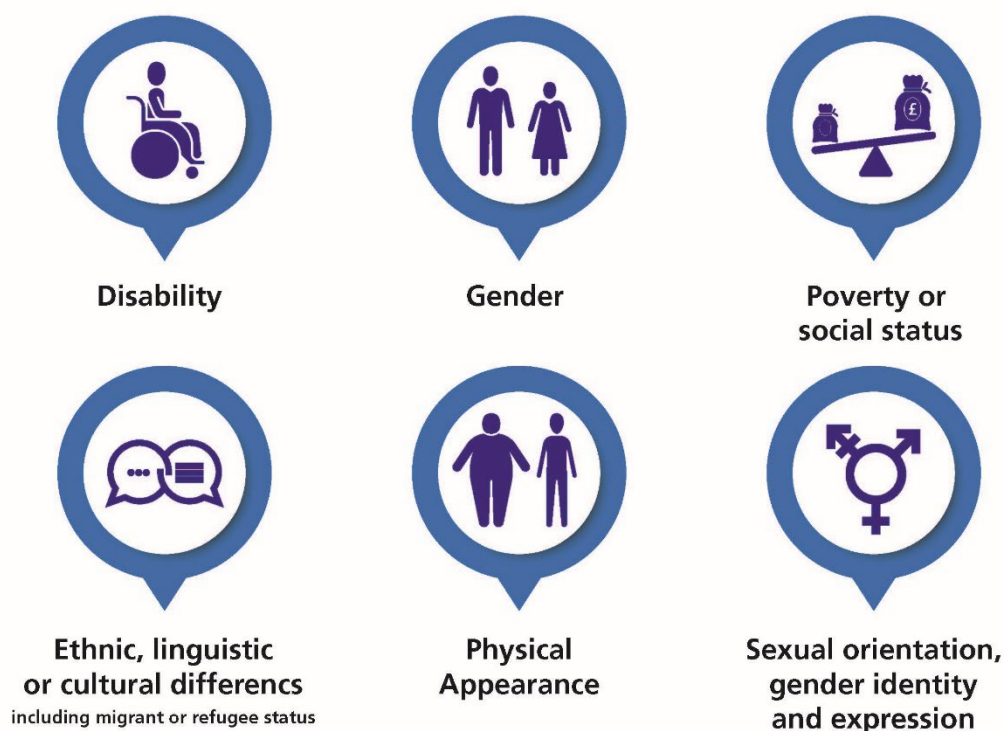 £
Disability
Gender
Poverty or
social status
Ethnic, linguistic
or cultural differencs
including migrant or refugee status
Physical
Appearance
Sexual orientation,
gender identity
and expression